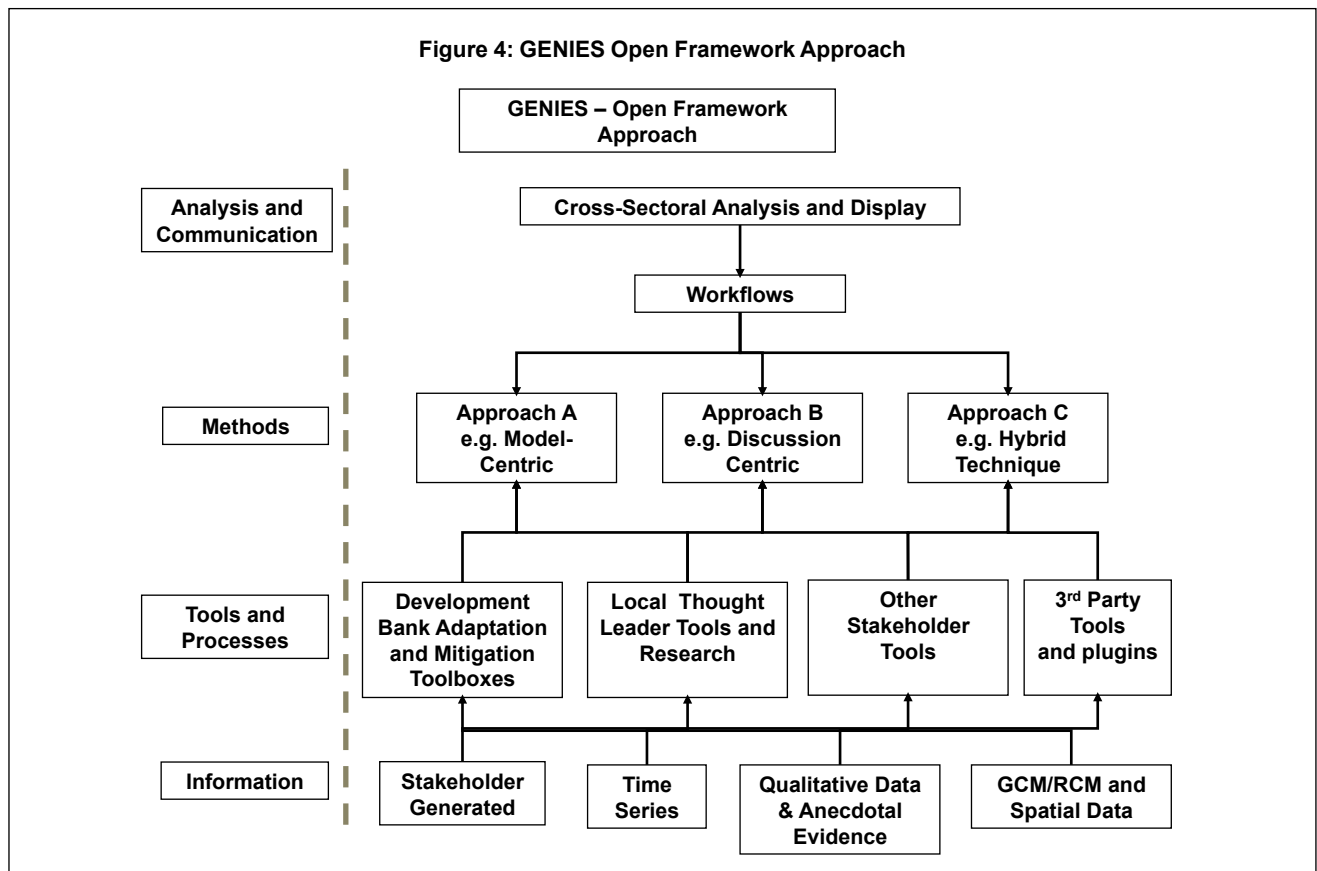 Figure 4: GENIES Open Framework Approach
GENIES – Open Framework
Approach
Analysis and
Communication
Cross-Sectoral Analysis and Display
Workflows
Methods
Approach A
e.g. Model-
Centric
Approach B
e.g. Discussion
Centric
Approach C
e.g. Hybrid
Technique
Tools and
Processes
Development
Bank Adaptation
and Mitigation
Toolboxes
Local Thought
Leader Tools and
Research
Other
Stakeholder
Tools
3rd Party
Tools
and plugins
Information
Stakeholder
Generated
Time
Series
Qualitative Data
& Anecdotal
Evidence
GCM/RCM and
Spatial Data